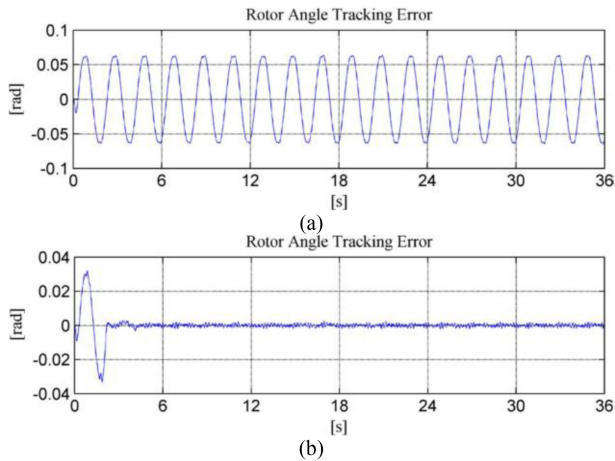 Rotor Angle Tracking Error
0.1
0.05
0
-0.05
-0.1
[rad]
0 6 12 18 24 30 36
[s]
(a)
Rotor Angle Tracking Error
0.04
0.02
0
-0.02
-0.04
[rad]
0 6 12 18 24 30 36
[s]
(b)